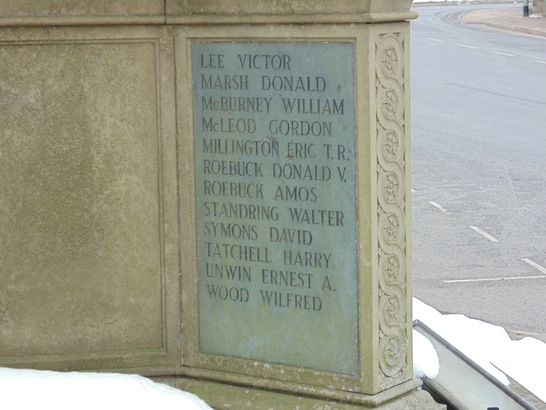 LEE VICTOR
MARSH DONALD
McBURNEY WILLIAM
McLEOD GORDON
MILLINGTON ERIC T.R.
ROEBUCK DONALD V.
ROEBUCK AMOS
STANDRING WALTER
SYMONS DAVID
TATCHELL HARRY
UNWIN ERNEST A.
WOOD WILFRED